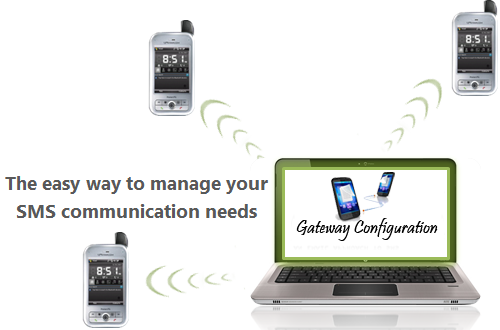 8:51
8:51
The easy way to manage your
SMS communication needs
Gateway Configuration
8:51